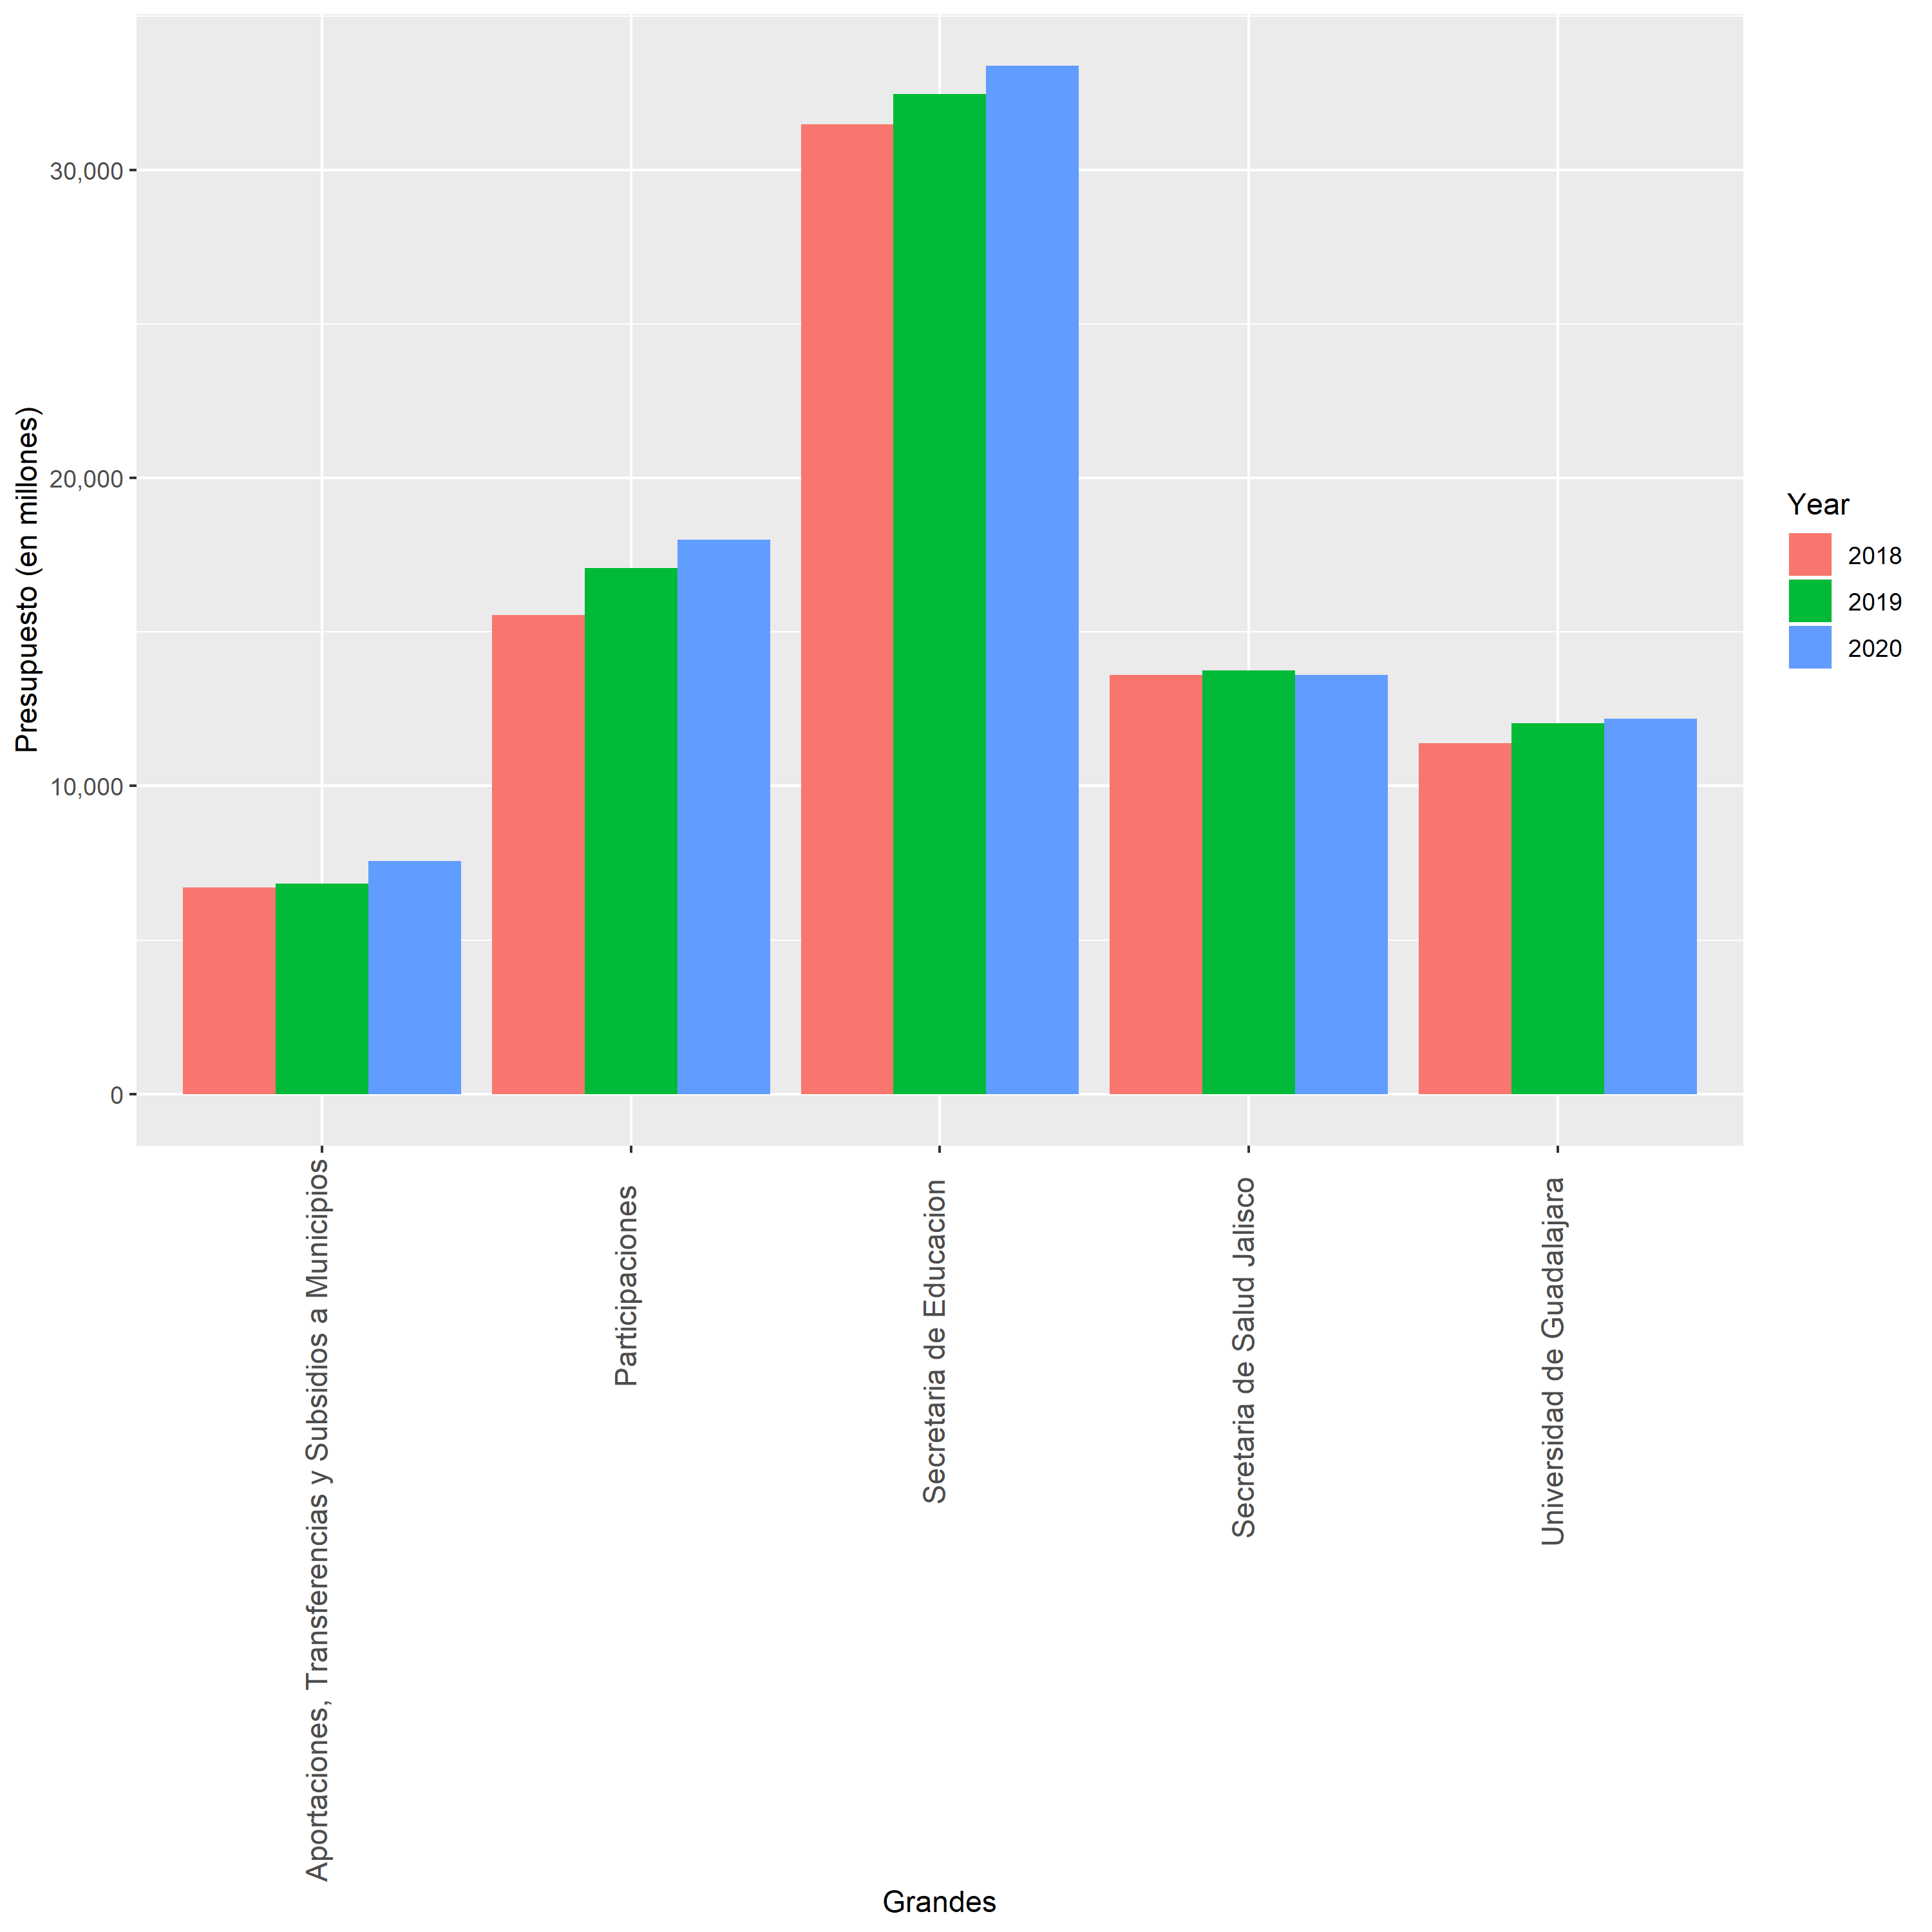 Presupuesto (en millones)
30,000
20,000
10,000
0
Aportaciones, Transferencias y Subsidios a Municipios
Participaciones
Secretaria de Educacion
Secretaria de Salud Jalisco
Universidad de Guadalajara
Grandes
Year
2018
2019
2020